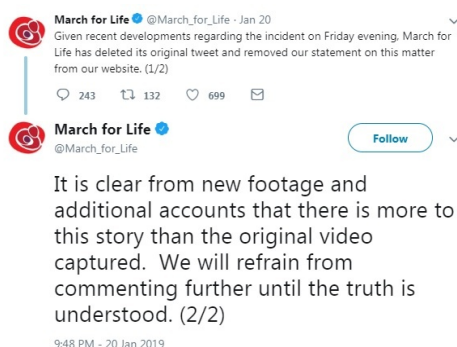 March for Life @March_for_Life · Jan 20
Given recent developments regarding the incident on Friday evening, March for
Life has deleted its original tweet and removed our statement on this matter
from our website. (1/2)
243 132 699
March for Life
@March_for_Life
Follow
It is clear from new footage and
additional accounts that there is more to
this story than the original video
captured. We will refrain from
commenting further until the truth is
understood. (2/2)
9:48 PM - 20 Jan 2019